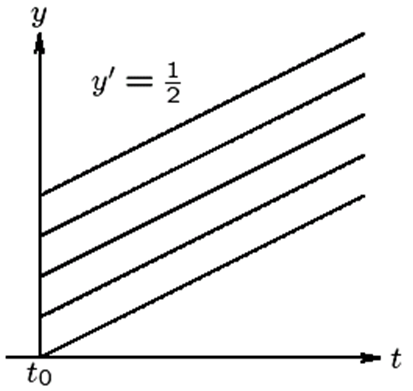 y
y′ = 1/2
t
t₀